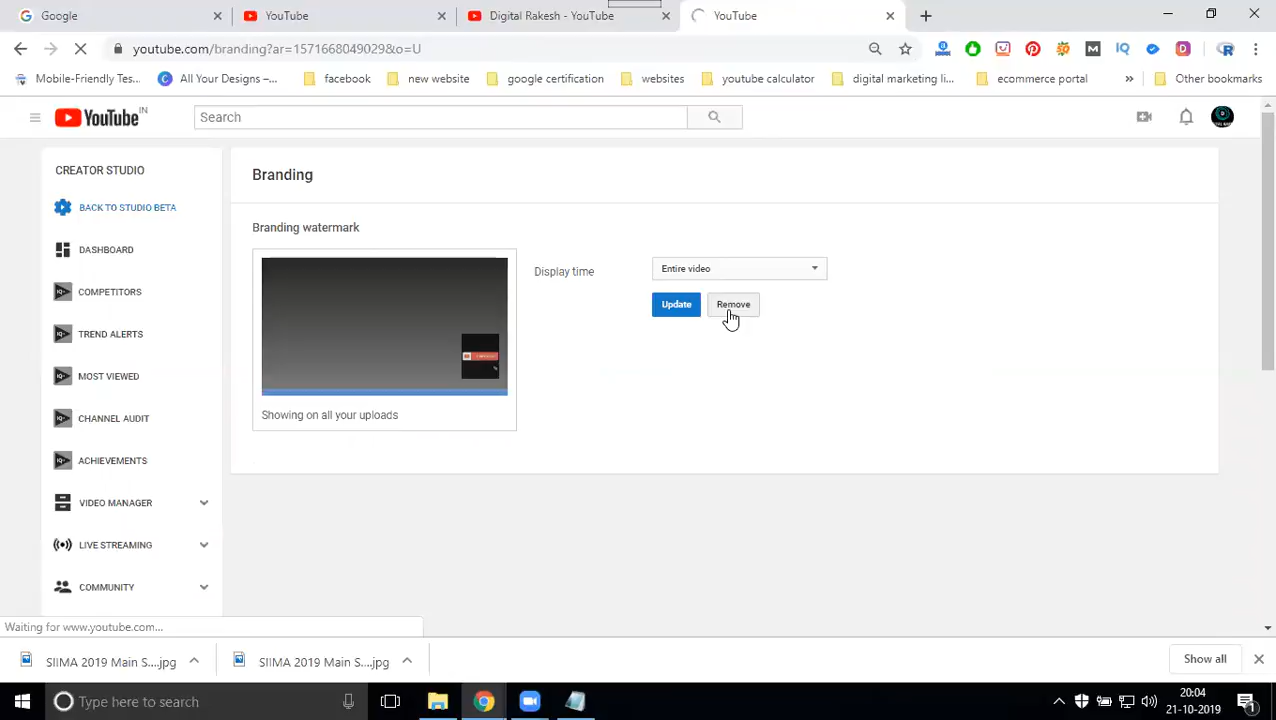 Google
YouTube
Digital Rakesh - YouTube
YouTube
youtube.com/branding?ar=1571668049029&o=U
Mobile-Friendly Tes...
All Your Designs –...
facebook
new website
google certification
websites
youtube calculator
digital marketing li...
ecommerce portal
»
Other bookmarks
YouTube IN
Search
CREATOR STUDIO
BACK TO STUDIO BETA
DASHBOARD
COMPETITORS
TREND ALERTS
MOST VIEWED
CHANNEL AUDIT
ACHIEVEMENTS
VIDEO MANAGER
LIVE STREAMING
COMMUNITY
Branding
Branding watermark
Showing on all your uploads
Display time
Entire video
Update
Remove
Waiting for www.youtube.com...
SIIMA 2019 Main S....jpg
SIIMA 2019 Main S....jpg
Show all
Type here to search
20:04
21-10-2019